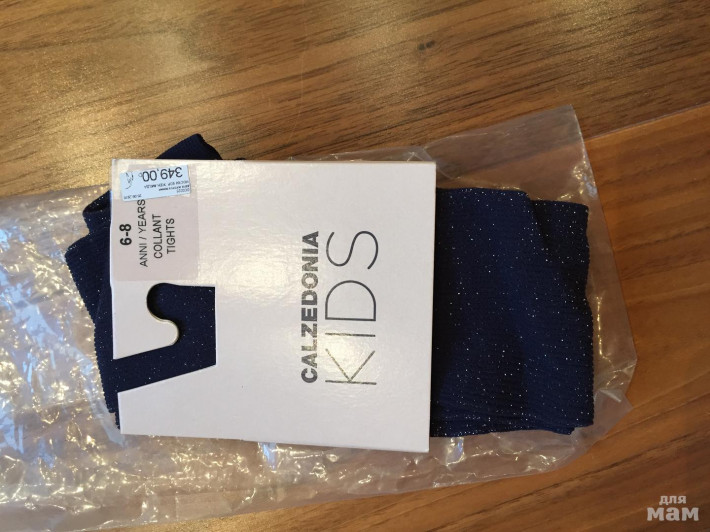 349,00
6-8
ANNI / YEARS
COLLANT
TIGHTS
CALZEDONIA
KIDS
для
мам